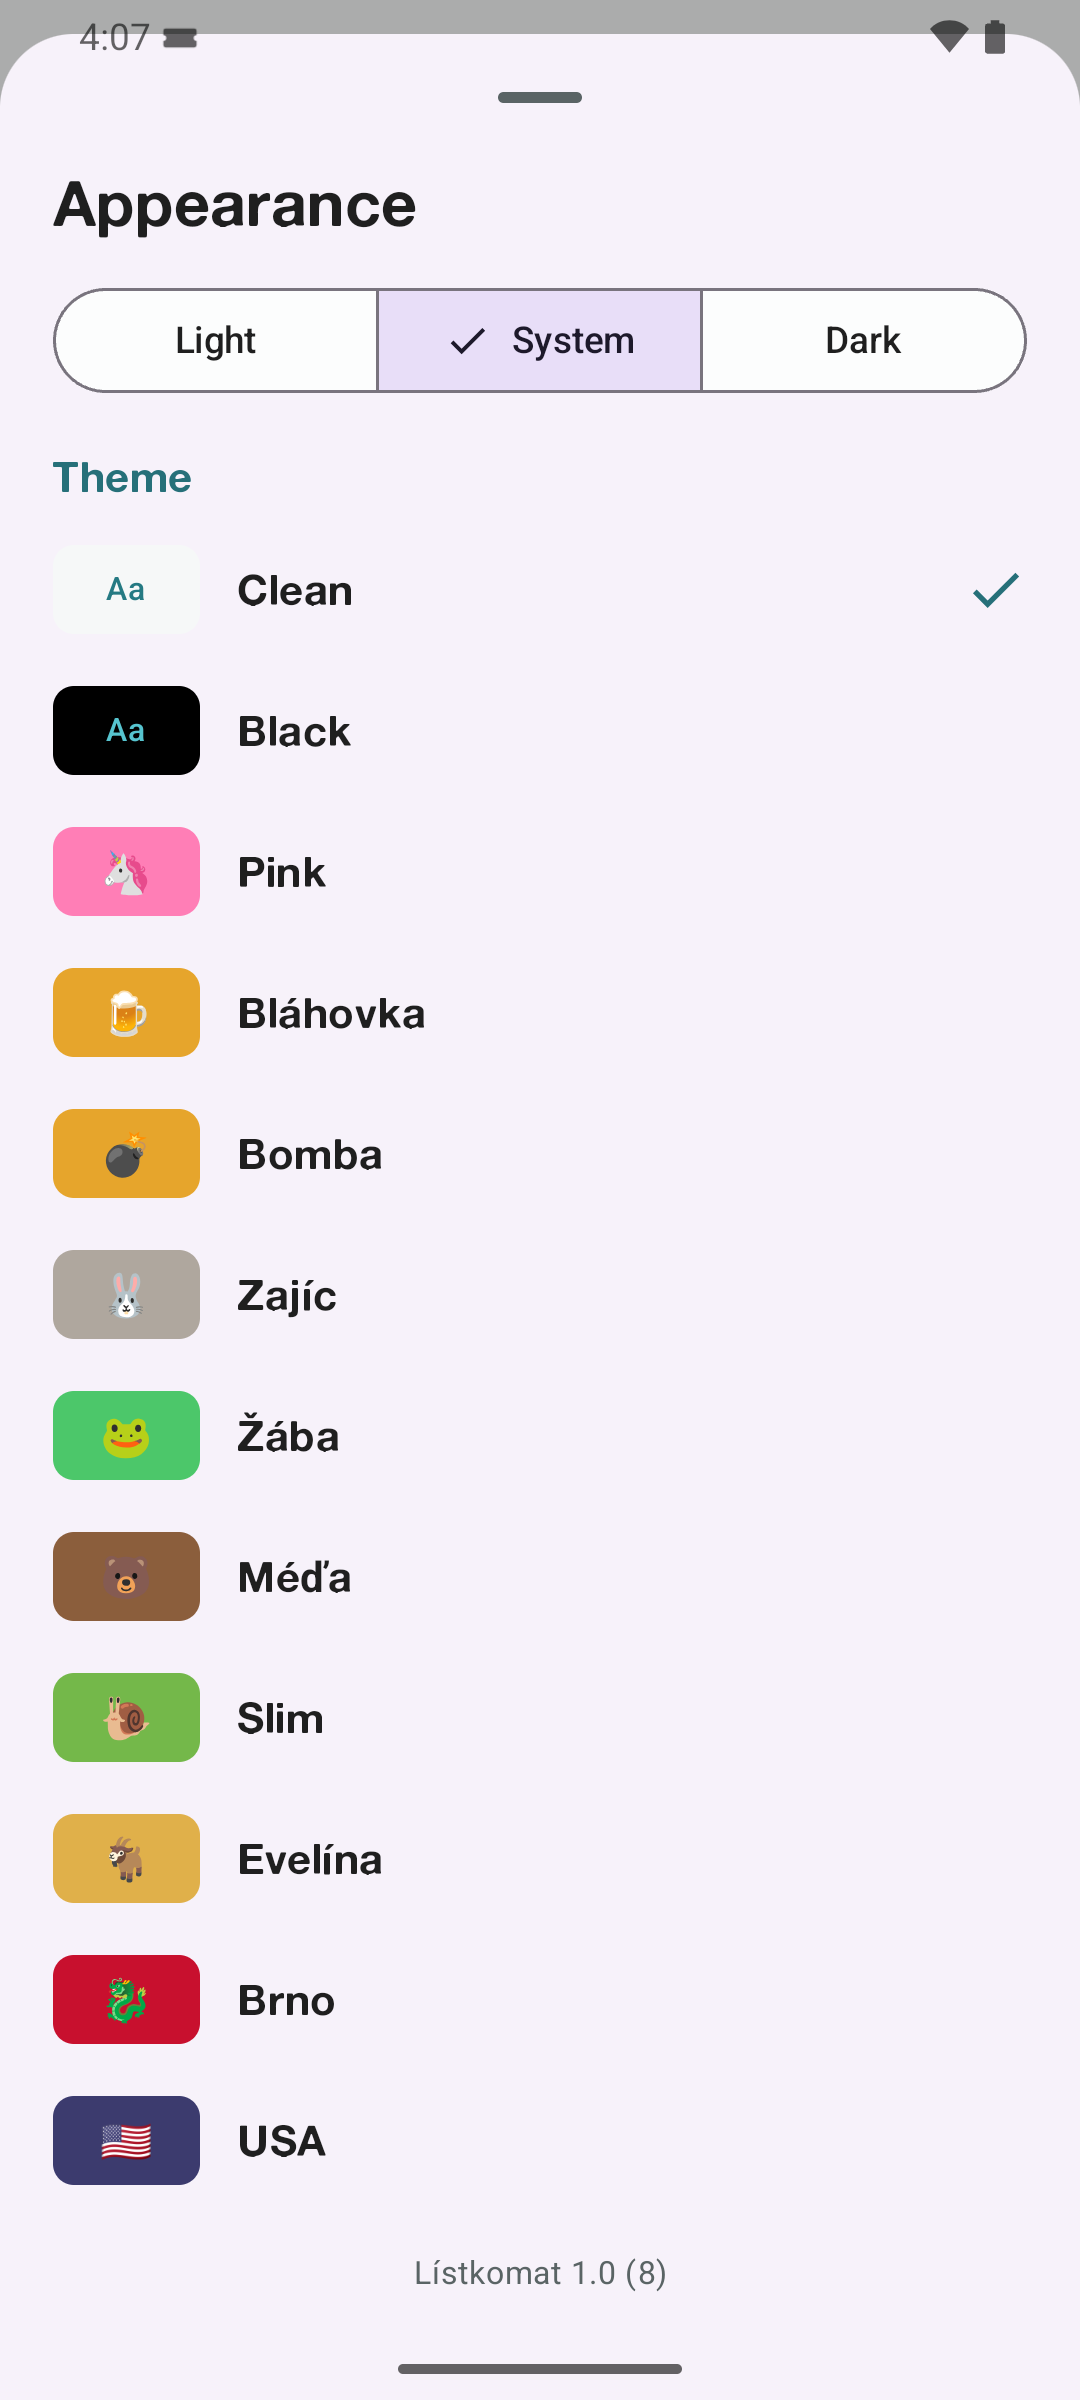 4:07
Appearance
Light
System
Dark
Theme
Aa
Clean
Aa
Black
Pink
Bláhovka
Bomba
Zajíc
Žába
Méďa
Slim
Evelína
Brno
USA
Lístkomat 1.0 (8)